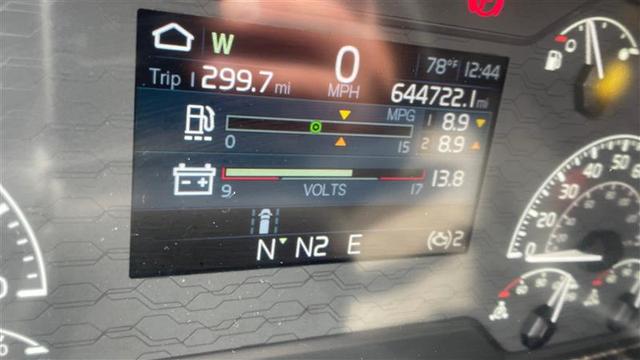 W 0 78°F 12:44
Trip 1 299.7 mi MPH 644722.1 mi
MPG 1 8.9
0 15 2 8.9
9 VOLTS 17 13.8
N N2 E 2